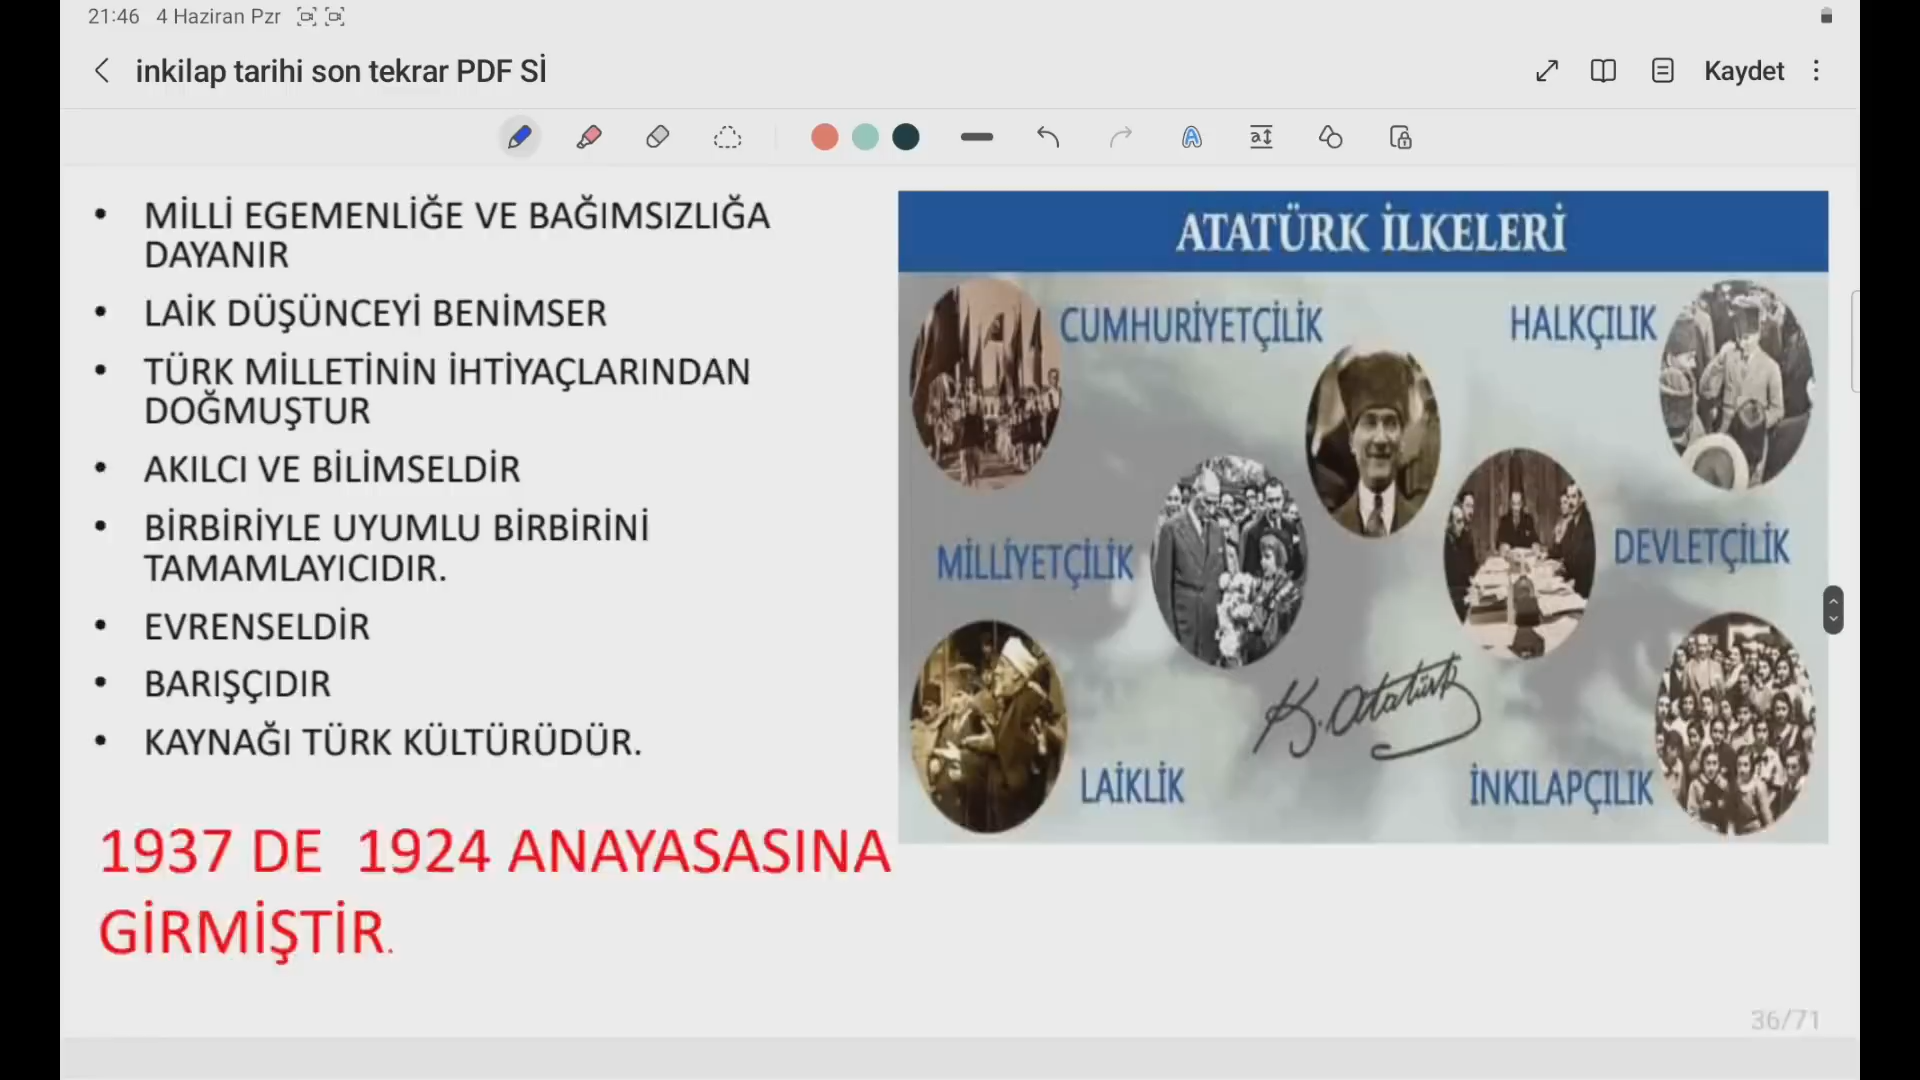 21:46 4 Haziran Pzr
inkilap tarihi son tekrar PDF Sİ
Kaydet
• MİLLİ EGEMENLİĞE VE BAĞIMSIZLIĞA
DAYANIR
• LAİK DÜŞÜNCEYİ BENİMSER
• TÜRK MİLLETİNİN İHTİYAÇLARINDAN
DOĞMUŞTUR
• AKILCI VE BİLİMSELDİR
• BİRBİRİYLE UYUMLU BİRBİRİNİ
TAMAMLAYICIDIR.
• EVRENSELDİR
• BARIŞÇIDIR
• KAYNAĞI TÜRK KÜLTÜRÜDÜR.
1937 DE 1924 ANAYASASINA
GİRMİŞTİR.
ATATÜRK İLKELERİ
CUMHURİYETÇİLİK
HALKÇILIK
MİLLİYETÇİLİK
DEVLETÇİLİK
K. Atatürk
LAİKLİK
İNKILAPÇILIK
36/71